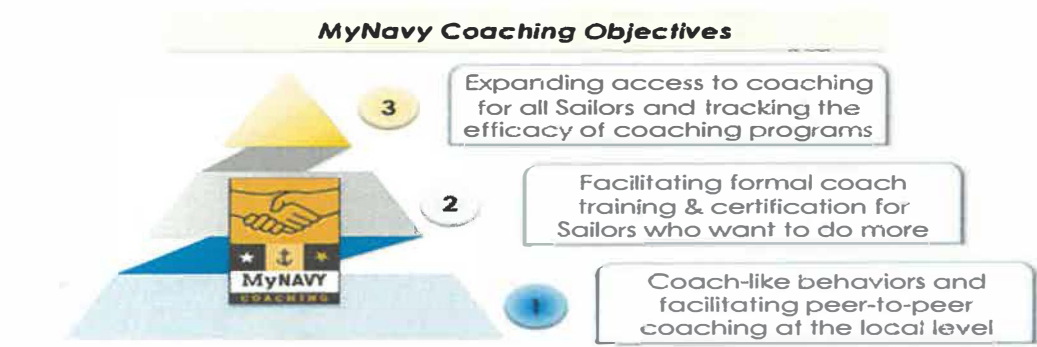 MyNavy Coaching Objectives
3
Expanding access to coaching
for all Sailors and tracking the
efficacy of coaching programs
2
Facilitating formal coach
training & certification for
Sailors who want to do more
MyNAVY
COACHING
1
Coach-like behaviors and
facilitating peer-to-peer
coaching at the local level